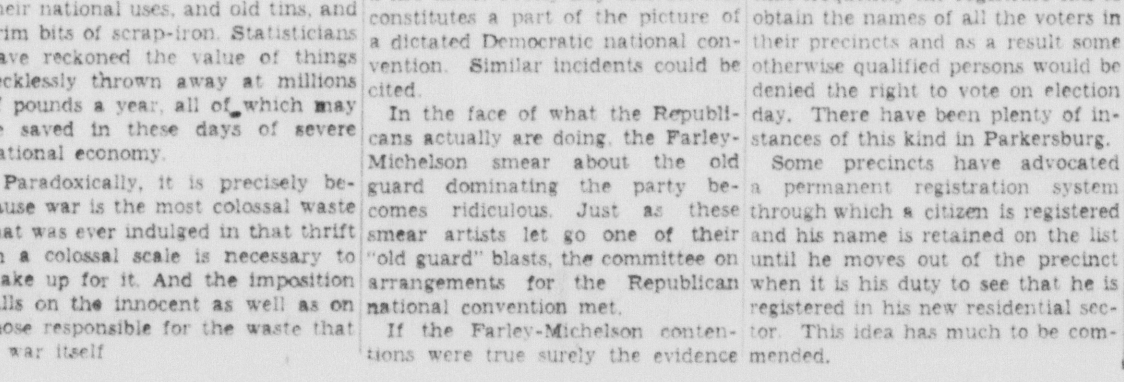 heir national uses, and old tins, and
rim bits of scrap-iron. Statisticians
ave reckoned the value of things
ecklessly thrown away at millions
f pounds a year, all of which may
e saved in these days of severe
ational economy.
Paradoxically, it is precisely be-
ause war is the most colossal waste
hat was ever indulged in that thrift
n a colossal scale is necessary to
ake up for it. And the imposition
lls on the innocent as well as on
hose responsible for the waste that
war itself
constitutes a part of the picture of
a dictated Democratic national con-
vention. Similar incidents could be
cited.
In the face of what the Republi-
cans actually are doing, the Farley-
Michelson smear about the old
guard dominating the party be-
comes ridiculous. Just as these
smear artists let go one of their
"old guard" blasts, the committee on
arrangements for the Republican
national convention met.
If the Farley-Michelson conten-
tions were true surely the evidence
obtain the names of all the voters in
their precincts and as a result some
otherwise qualified persons would be
denied the right to vote on election
day. There have been plenty of in-
stances of this kind in Parkersburg.
Some precincts have advocated
a permanent registration system
through which a citizen is registered
and his name is retained on the list
until he moves out of the precinct
when it is his duty to see that he is
registered in his new residential sec-
tor. This idea has much to be com-
mended.